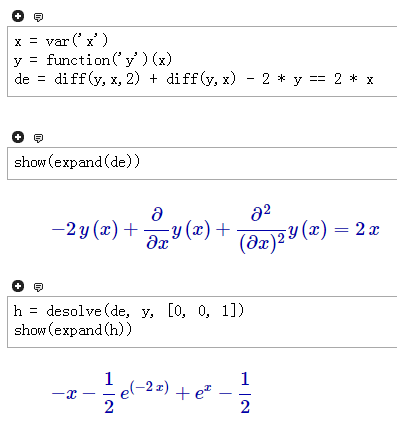 x = var('x')
y = function('y')(x)
de = diff(y,x,2) + diff(y,x) - 2 * y == 2 * x
show(expand(de))
−2 y(x) + ∂/∂x y(x) + ∂²/(∂x)² y(x) = 2 x
h = desolve(de, y, [0, 0, 1])
show(expand(h))
−x − 1/2 e^(−2 x) + e^x − 1/2